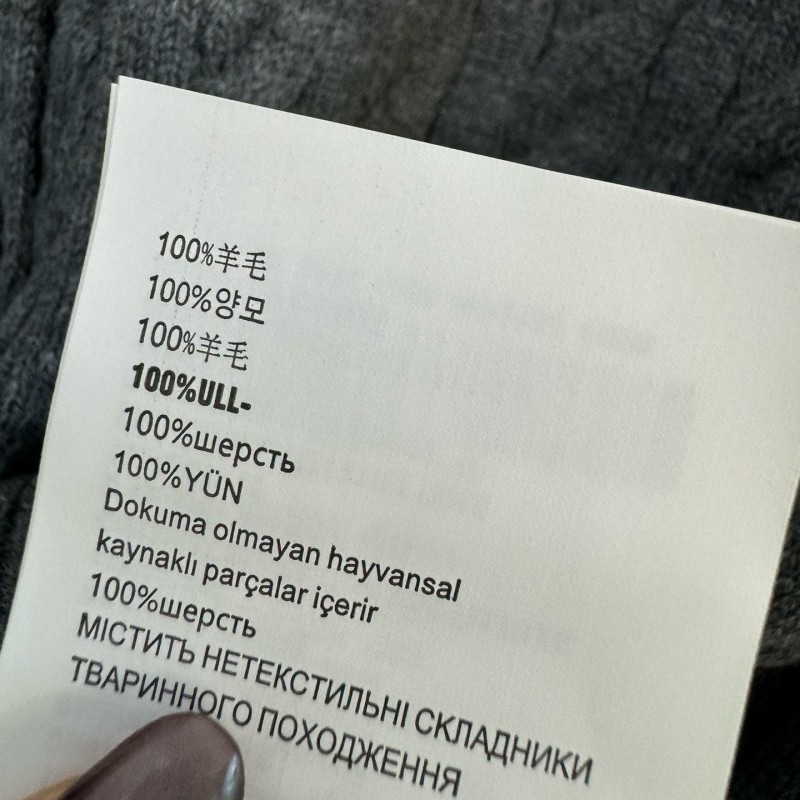 100%羊毛
100%양모
100%羊毛
100%ULL-
100%шерсть
100%YÜN
Dokuma olmayan hayvansal
kaynaklı parçalar içerir
100%шерсть
МІСТИТЬ НЕТЕКСТИЛЬНІ СКЛАДНИКИ
ТВАРИННОГО ПОХОДЖЕННЯ